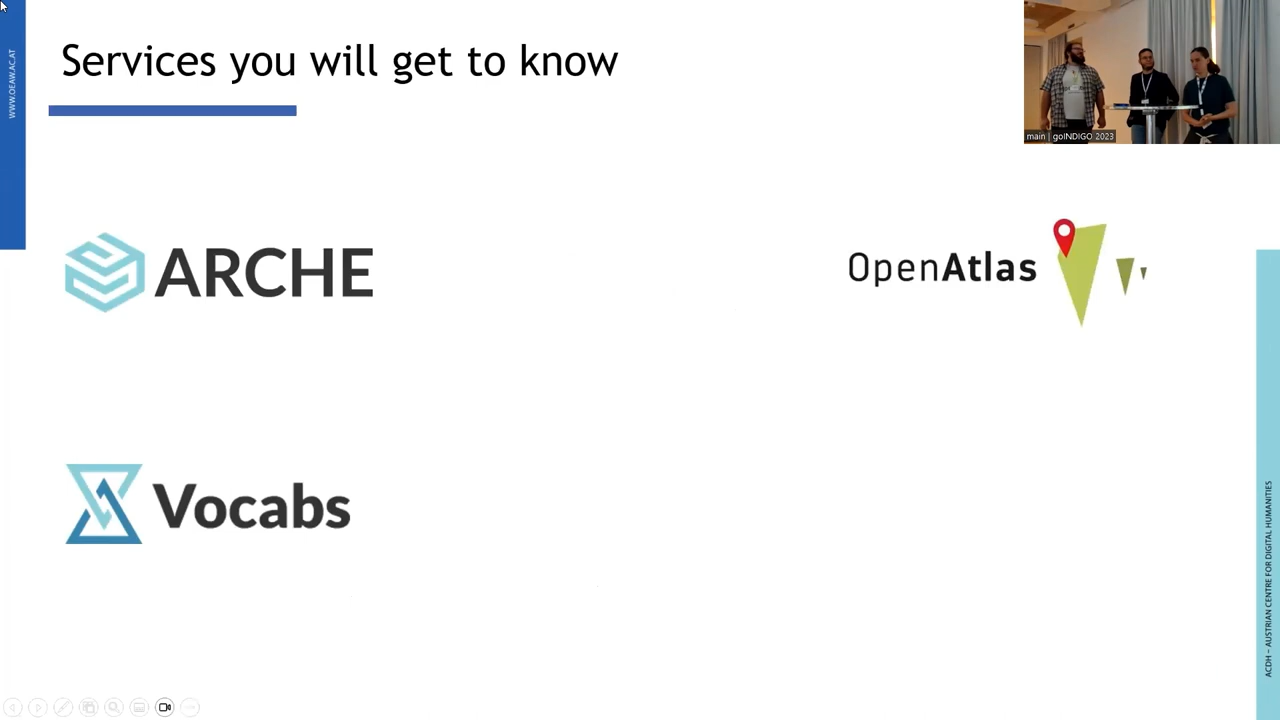 Services you will get to know
WWW.OEAW.AC.AT
main | goINDIGO 2023
ARCHE
OpenAtlas
Vocabs
ACDH – AUSTRIAN CENTRE FOR DIGITAL HUMANITIES